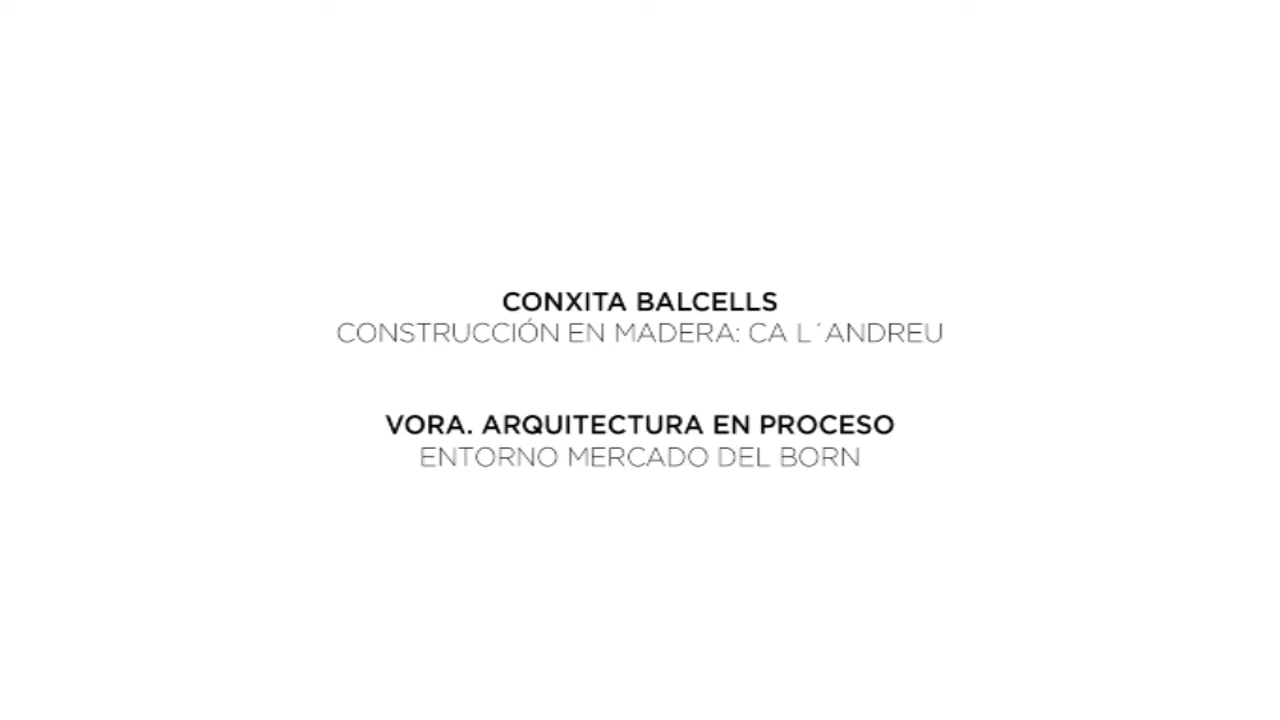 CONXITA BALCELLS
CONSTRUCCIÓN EN MADERA: CA L´ANDREU
VORA. ARQUITECTURA EN PROCESO
ENTORNO MERCADO DEL BORN